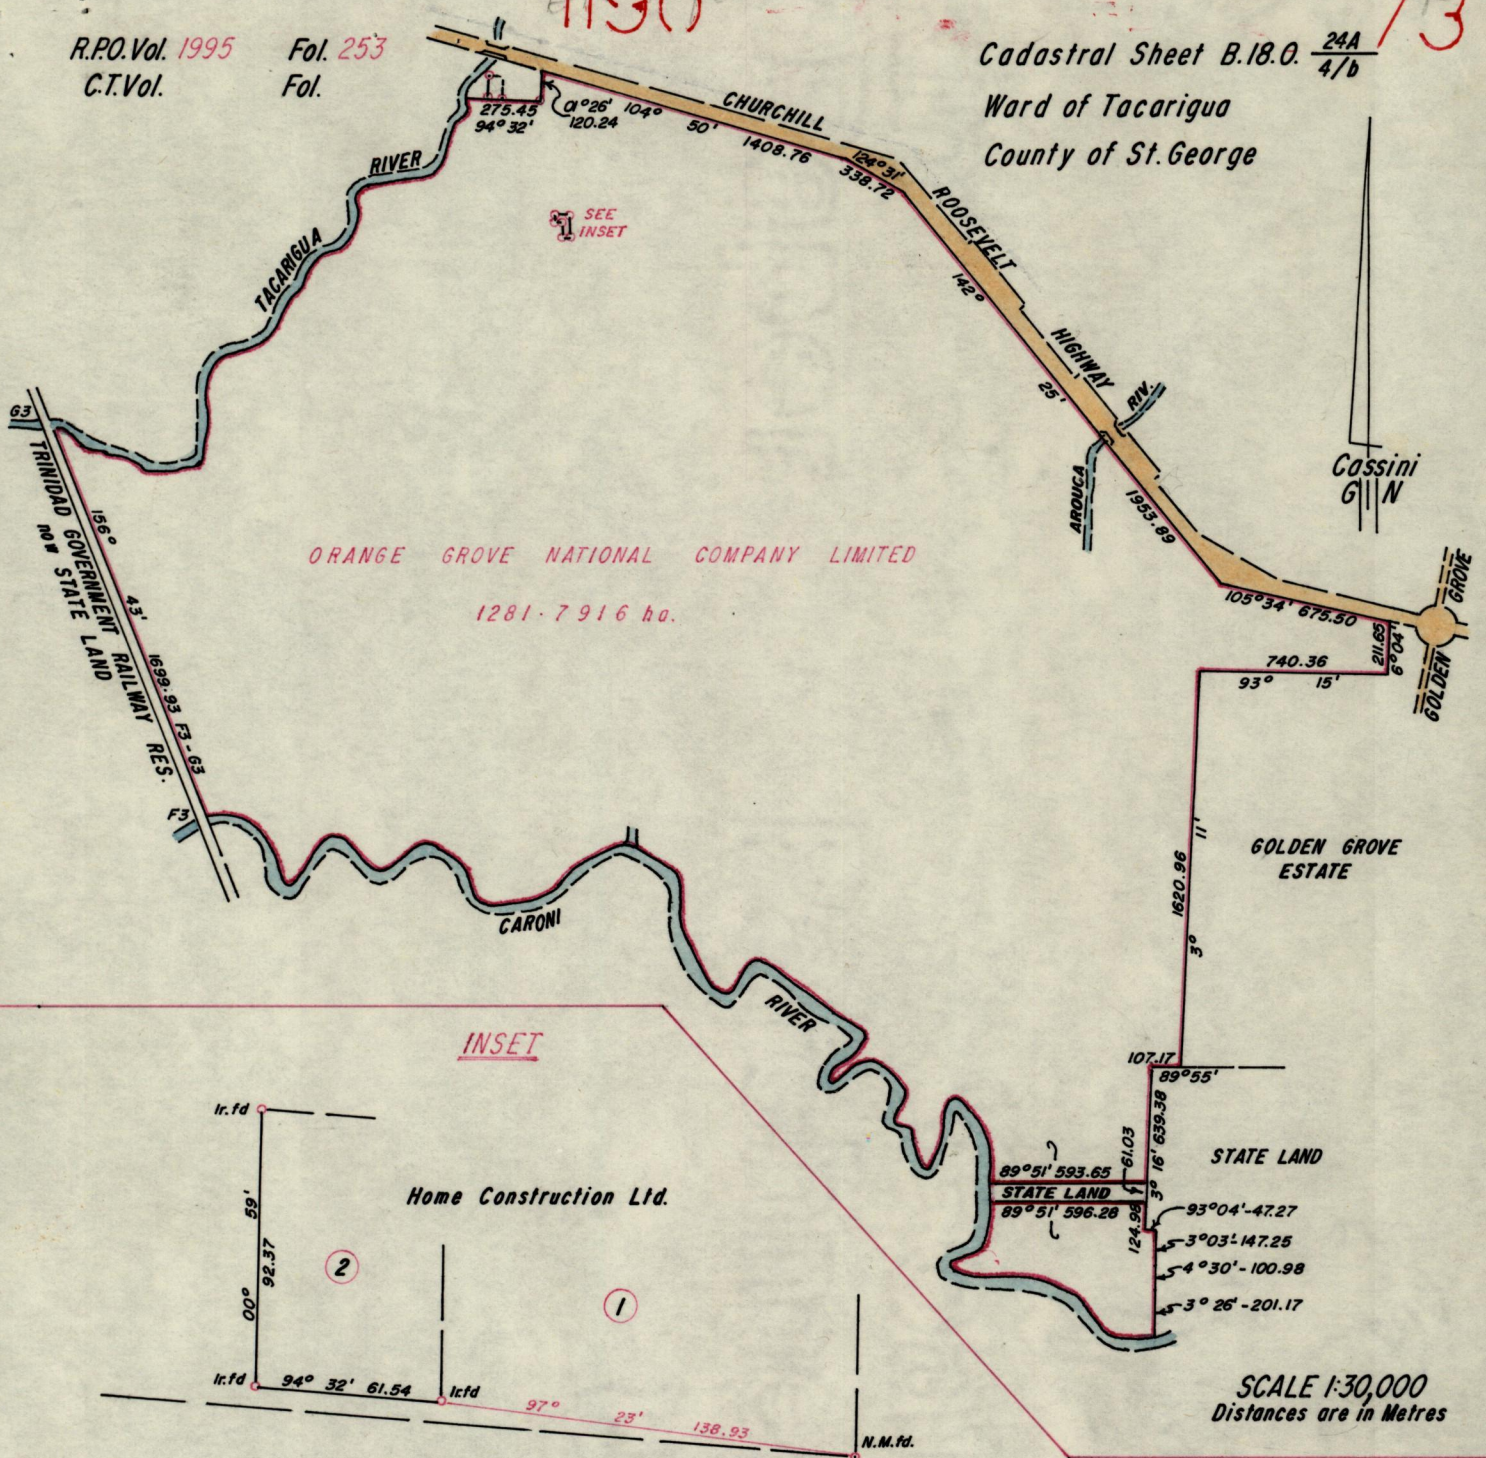 R.P.O. Vol. 1995 Fol. 253
C.T. Vol. Fol.
Cadastral Sheet B.18.O. 24A
4/b
13
Ward of Tacarigua
County of St. George
275.45
94° 32'
01°26'
120.24
104° 50' 1408.76
124°31'
338.72
CHURCHILL ROOSEVELT HIGHWAY
142° 25' 1953.89
TACARIGUA RIVER
SEE
INSET
AROUCA RIV.
Cassini
G N
G3
TRINIDAD GOVERNMENT RAILWAY RES.
now STATE LAND
156° 43' 1699.93 F3-G3
F3
ORANGE GROVE NATIONAL COMPANY LIMITED
1281.7916 ha.
105°34' 675.50
211.65
6°04'
GOLDEN GROVE
740.36
93° 15'
1620.96
3° 11'
GOLDEN GROVE
ESTATE
CARONI RIVER
107.17
89°55'
3° 16' 639.38
61.03
STATE LAND
89°51' 593.65
STATE LAND
89°51' 596.28
124.98
93°04'-47.27
3°03'-147.25
4°30'-100.98
3°26'-201.17
INSET
Ir.fd
Home Construction Ltd.
00° 59'
92.37
2
1
Ir.fd
94° 32' 61.54
Ir.fd
97° 23' 138.93
N.M.fd.
SCALE 1:30,000
Distances are in Metres